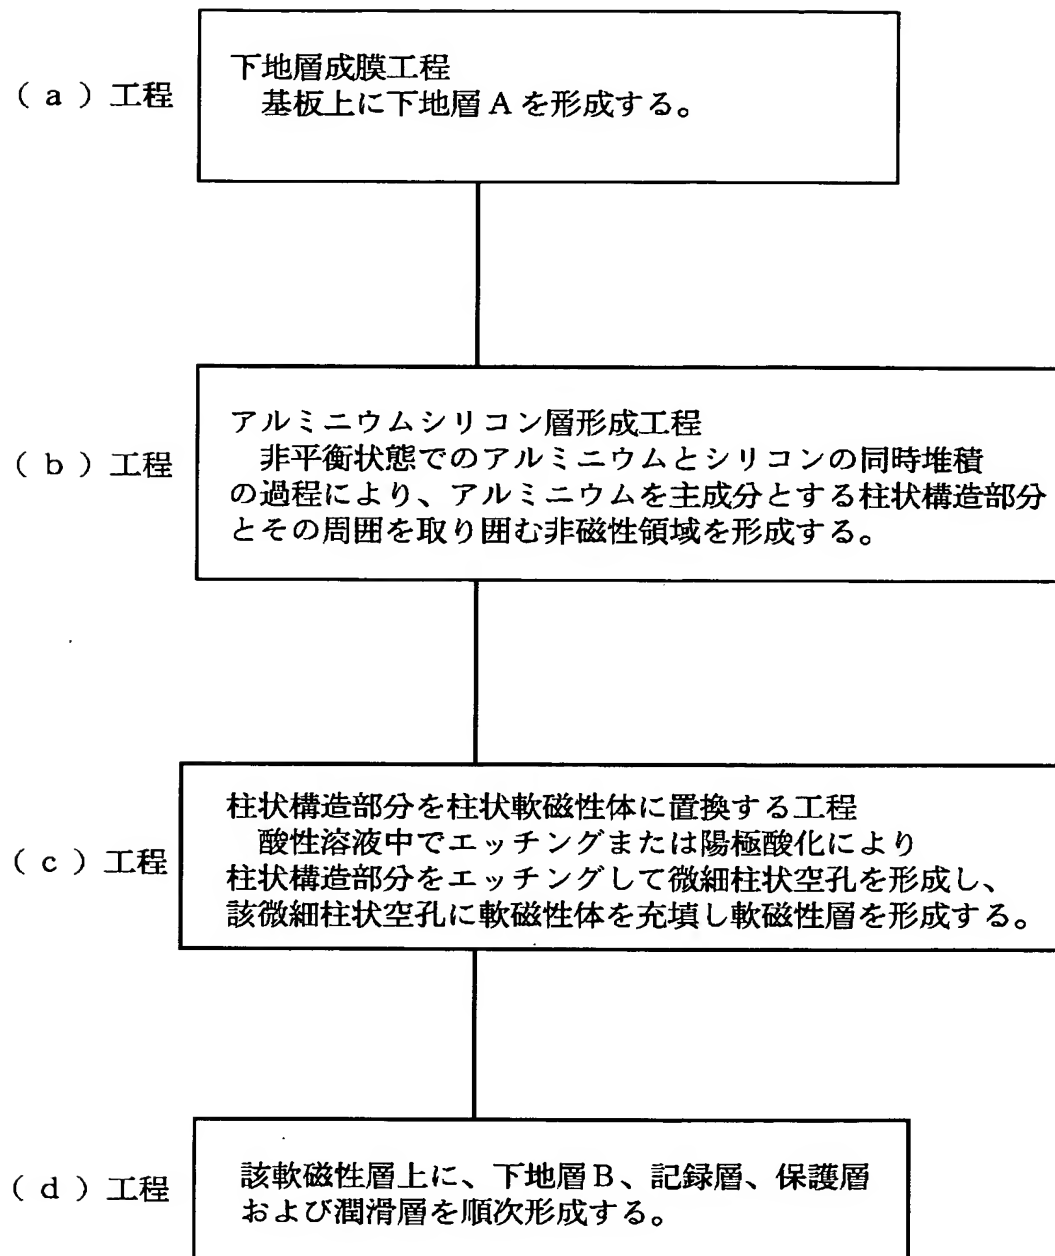 (a)工程
下地層成膜工程
基板上に下地層Aを形成する。
(b)工程
アルミニウムシリコン層形成工程
非平衡状態でのアルミニウムとシリコンの同時堆積
の過程により、アルミニウムを主成分とする柱状構造部分
とその周囲を取り囲む非磁性領域を形成する。
(c)工程
柱状構造部分を柱状軟磁性体に置換する工程
酸性溶液中でエッチングまたは陽極酸化により
柱状構造部分をエッチングして微細柱状空孔を形成し、
該微細柱状空孔に軟磁性体を充填し軟磁性層を形成する。
(d)工程
該軟磁性層上に、下地層B、記録層、保護層
および潤滑層を順次形成する。